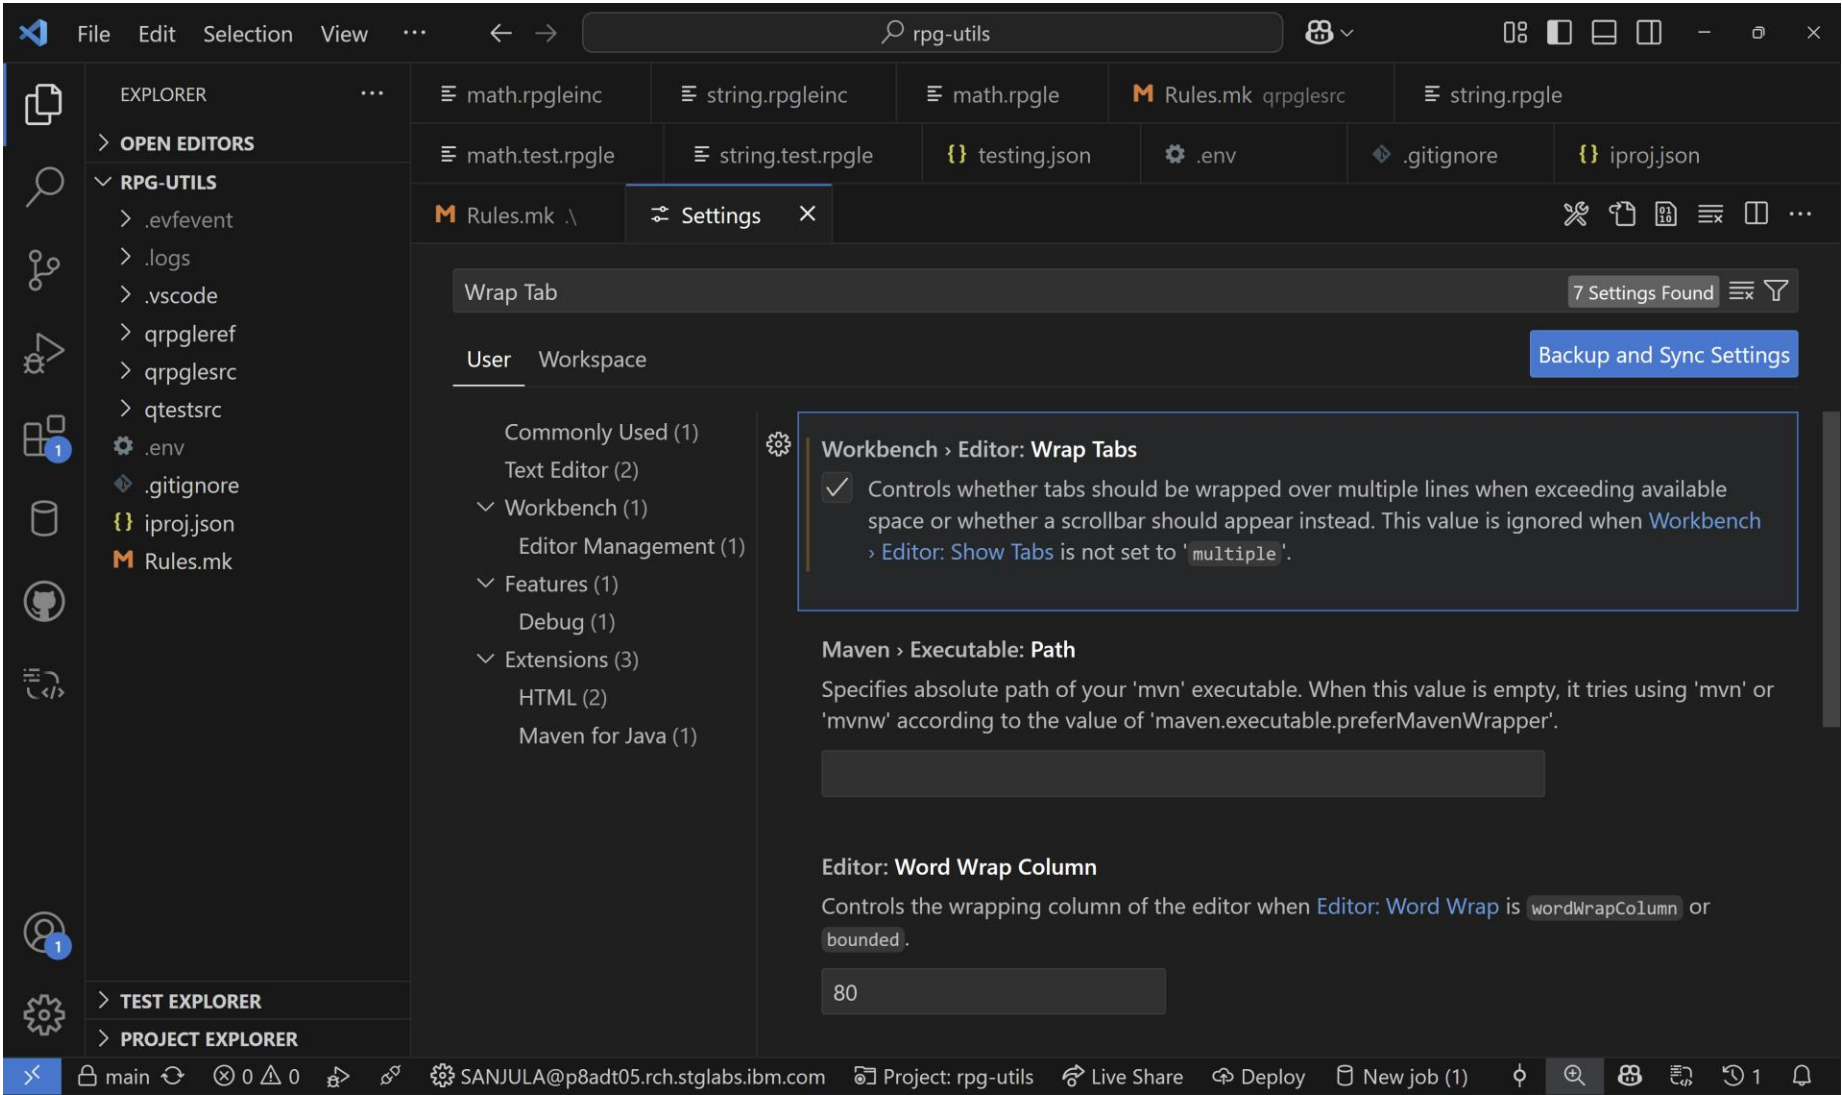 File Edit Selection View ··· rpg-utils
EXPLORER ···
OPEN EDITORS
RPG-UTILS
.evfevent
.logs
.vscode
qrpgleref
qrpglesrc
qtestsrc
.env
.gitignore
{} iproj.json
M Rules.mk
TEST EXPLORER
PROJECT EXPLORER
1
1
math.rpgleinc string.rpgleinc math.rpgle M Rules.mk qrpglesrc string.rpgle
math.test.rpgle string.test.rpgle {} testing.json .env .gitignore {} iproj.json
M Rules.mk .\ Settings
Wrap Tab 7 Settings Found
User Workspace Backup and Sync Settings
Commonly Used (1)
Text Editor (2)
Workbench (1)
Editor Management (1)
Features (1)
Debug (1)
Extensions (3)
HTML (2)
Maven for Java (1)
Workbench › Editor: Wrap Tabs
Controls whether tabs should be wrapped over multiple lines when exceeding available
space or whether a scrollbar should appear instead. This value is ignored when Workbench
› Editor: Show Tabs is not set to 'multiple'.
Maven › Executable: Path
Specifies absolute path of your 'mvn' executable. When this value is empty, it tries using 'mvn' or
'mvnw' according to the value of 'maven.executable.preferMavenWrapper'.
Editor: Word Wrap Column
Controls the wrapping column of the editor when Editor: Word Wrap is wordWrapColumn or
bounded.
80
main 0 0 SANJULA@p8adt05.rch.stglabs.ibm.com Project: rpg-utils Live Share Deploy New job (1) 1